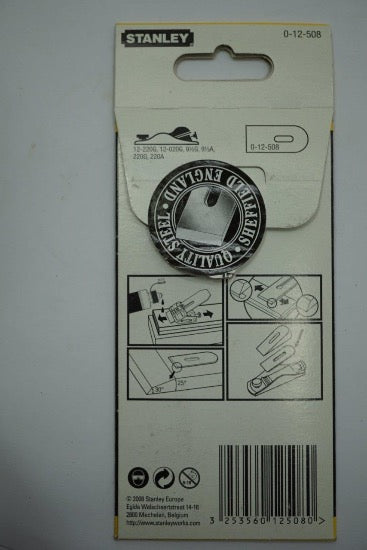 STANLEY
0-12-508
12-220G, 12-020G, 9½G, 9½A,
220G, 220A
0-12-508
QUALITY STEEL • SHEFFIELD ENGLAND •
30°
25°
© 2008 Stanley Europe
Egide Walschaertsstraat 14-16
2800 Mechelen, Belgium
http://www.stanleyworks.com
3 253560 125080 >